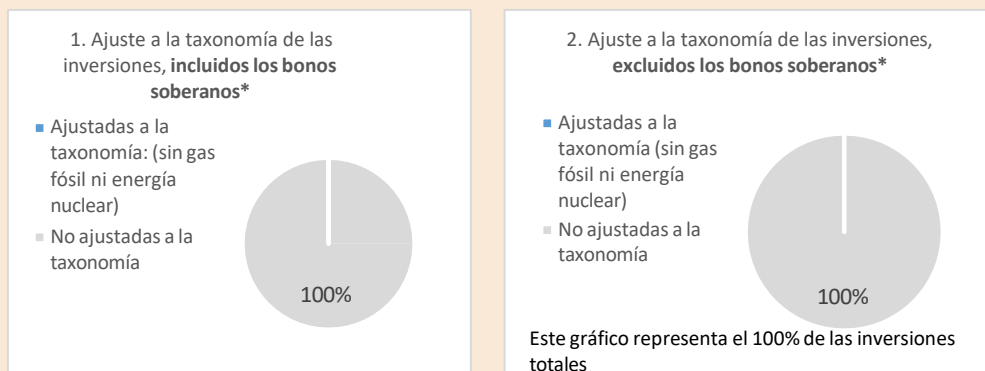 1. Ajuste a la taxonomía de las
inversiones, incluidos los bonos
soberanos*
Ajustadas a la
taxonomía: (sin gas
fósil ni energía
nuclear)
No ajustadas a la
taxonomía
100%
2. Ajuste a la taxonomía de las inversiones,
excluidos los bonos soberanos*
Ajustadas a la
taxonomía (sin gas
fósil ni energía
nuclear)
No ajustadas a la
taxonomía
100%
Este gráfico representa el 100% de las inversiones
totales